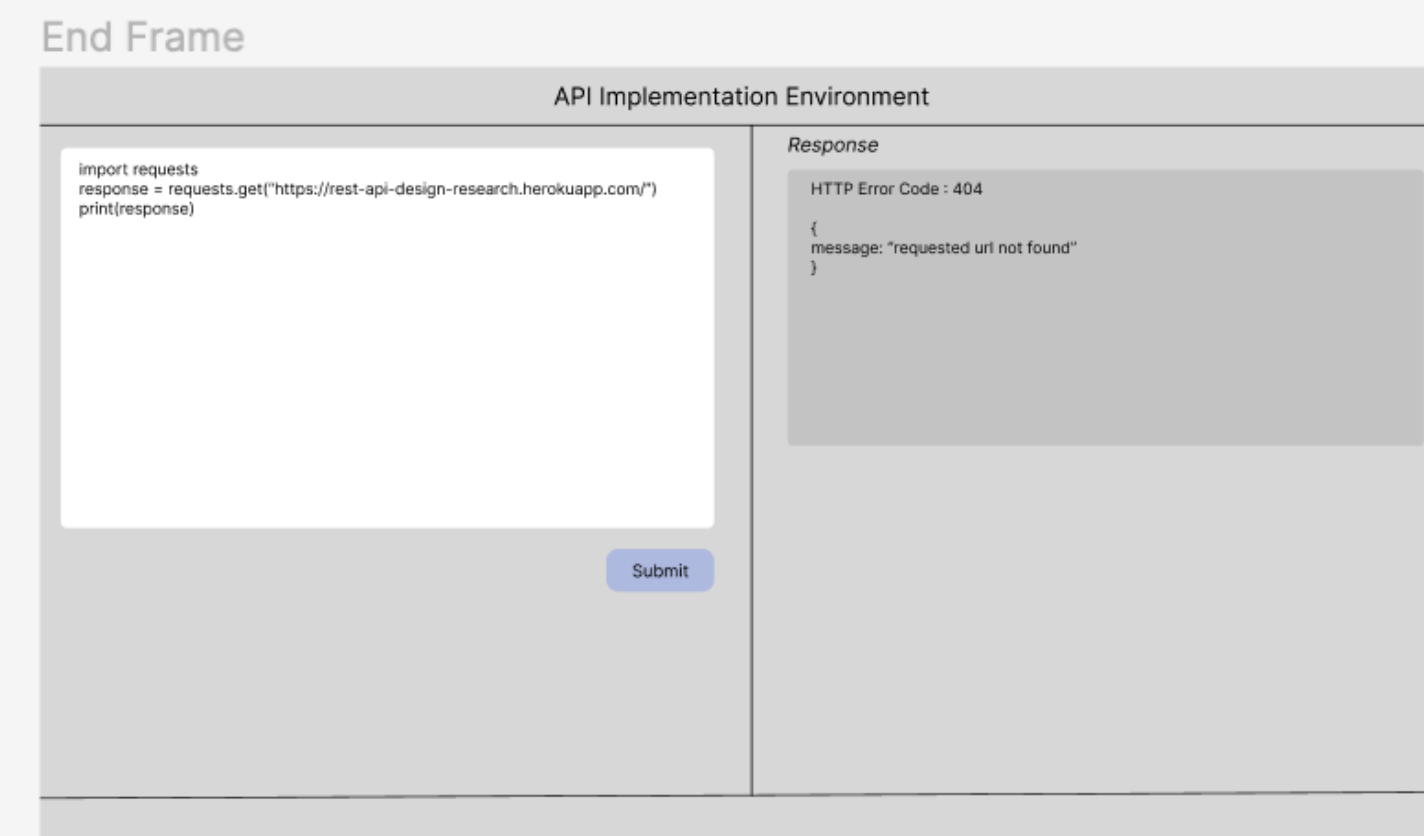 End Frame
API Implementation Environment
import requests
response = requests.get("https://rest-api-design-research.herokuapp.com/")
print(response)
Submit
Response
HTTP Error Code : 404
{
message: “requested url not found”
}